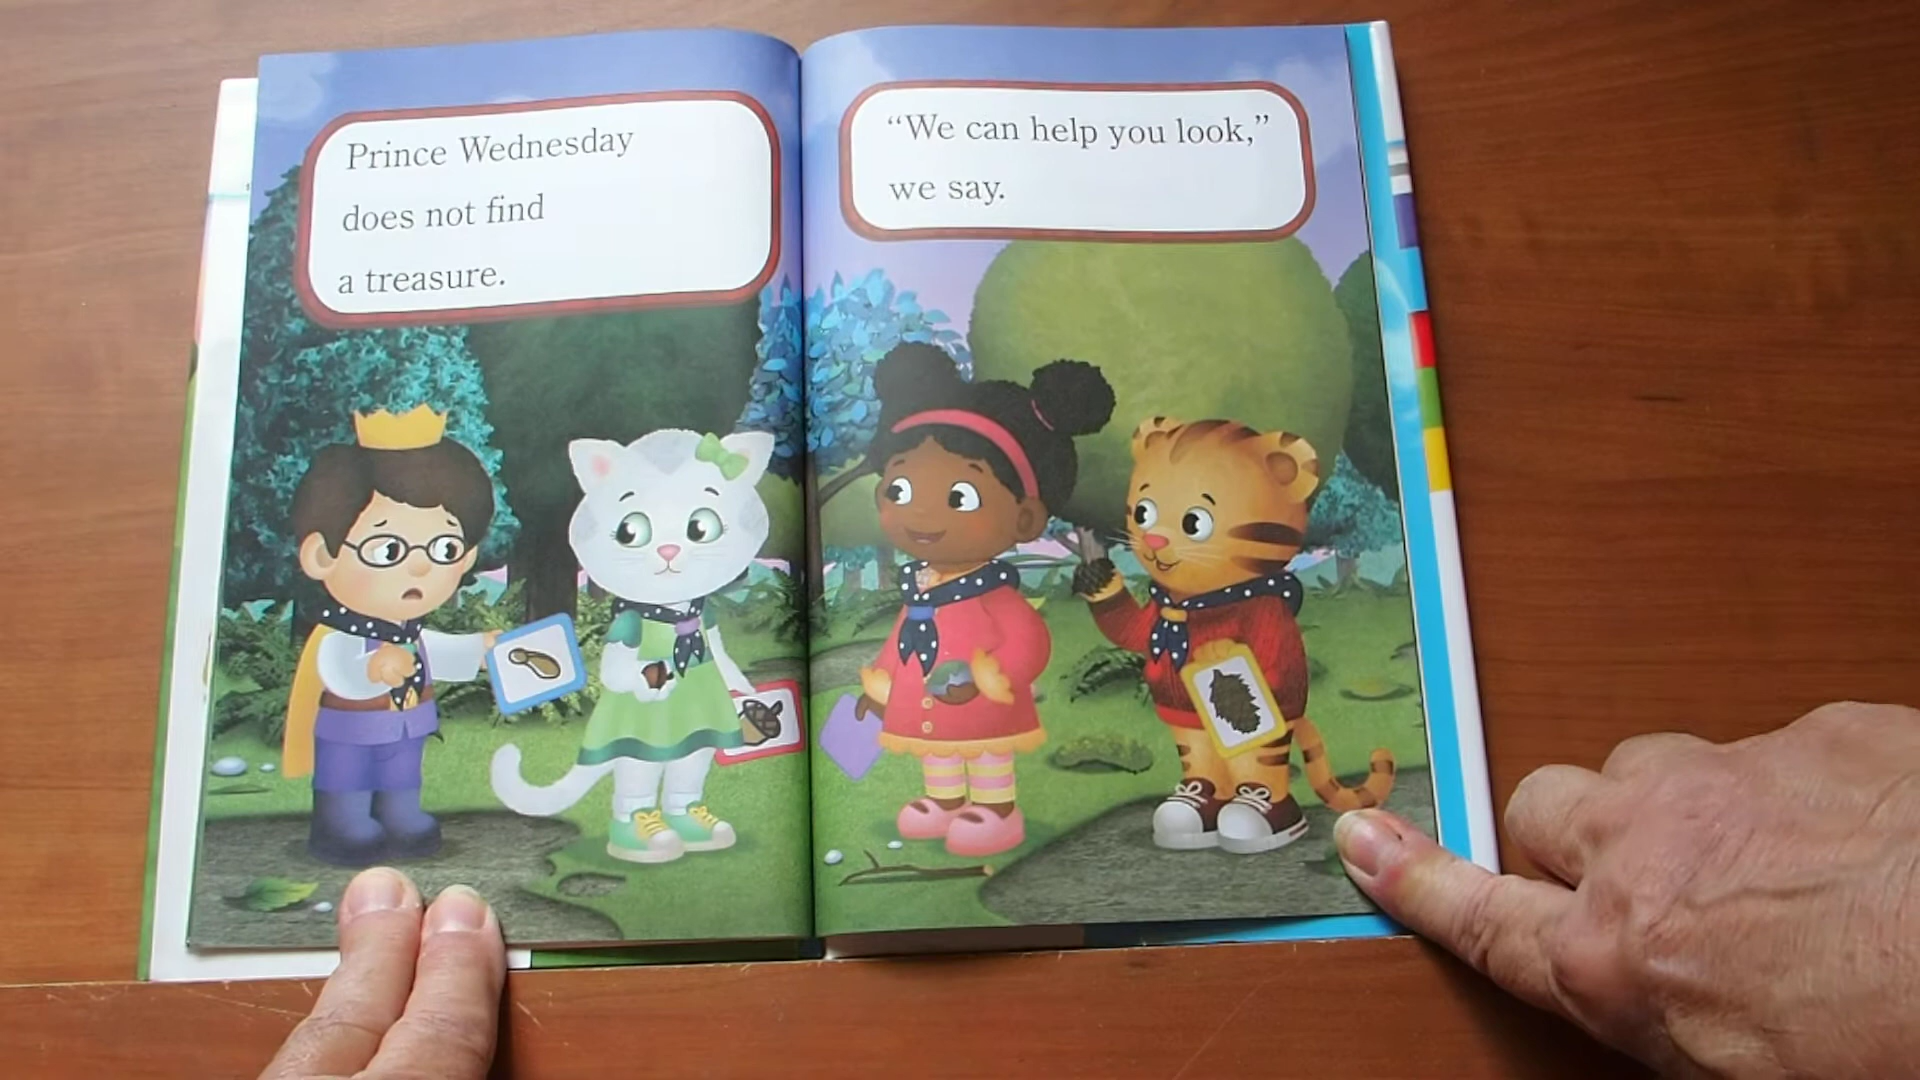 Prince Wednesday
does not find
a treasure.
“We can help you look,”
we say.